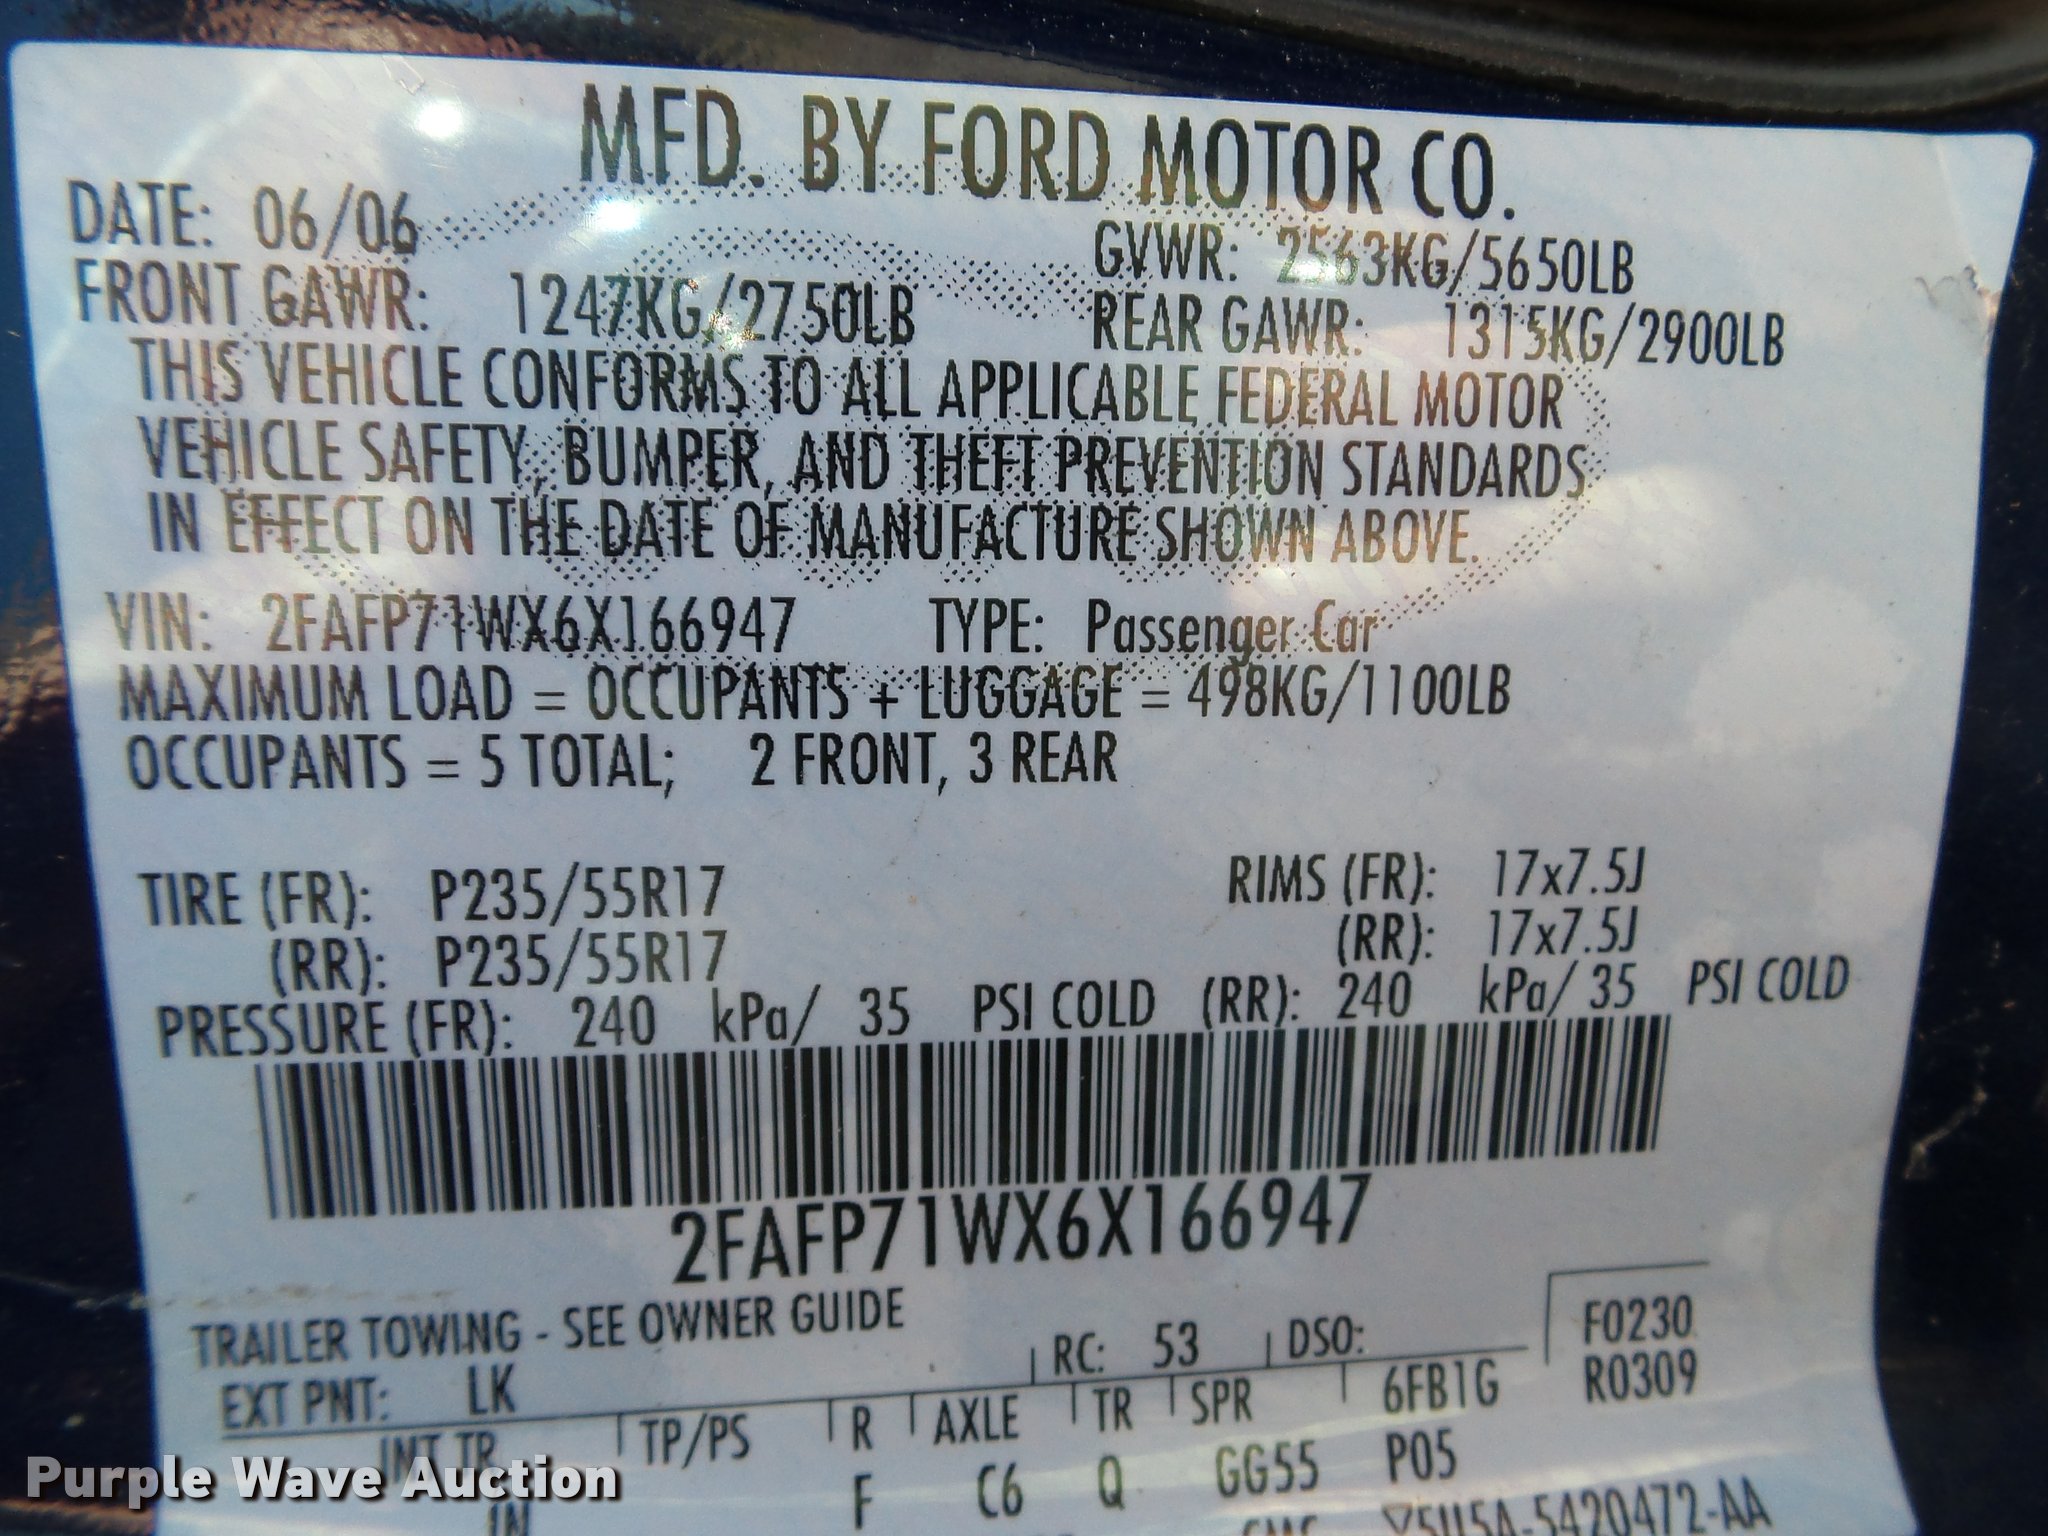 MFD. BY FORD MOTOR CO.
DATE: 06/06 GVWR: 2563KG/5650LB
FRONT GAWR: 1247KG/2750LB REAR GAWR: 1315KG/2900LB
THIS VEHICLE CONFORMS TO ALL APPLICABLE FEDERAL MOTOR
VEHICLE SAFETY, BUMPER, AND THEFT PREVENTION STANDARDS
IN EFFECT ON THE DATE OF MANUFACTURE SHOWN ABOVE.
VIN: 2FAFP71WX6X166947 TYPE: Passenger Car
MAXIMUM LOAD = OCCUPANTS + LUGGAGE = 498KG/1100LB
OCCUPANTS = 5 TOTAL; 2 FRONT, 3 REAR
TIRE (FR): P235/55R17 RIMS (FR): 17x7.5J
(RR): P235/55R17 (RR): 17x7.5J
PRESSURE (FR): 240 kPa/ 35 PSI COLD (RR): 240 kPa/ 35 PSI COLD
2FAFP71WX6X166947
TRAILER TOWING - SEE OWNER GUIDE
RC: 53 DSO: F0230
EXT PNT: LK 6FB1G R0309
INT TR TP/PS R AXLE TR SPR
F C6 Q GG55 P05
5U5A-5420472-AA
Purple Wave Auction